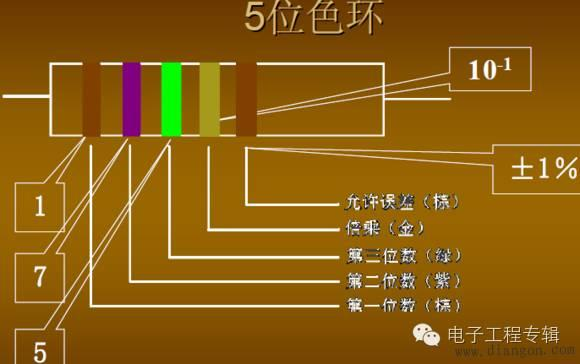 5位色环
10-1
±1%
1
允许误差（棕）
倍乘（金）
7
第三位数（绿）
第二位数（紫）
第一位数（棕）
5
电子工程专辑
www.diangon.com